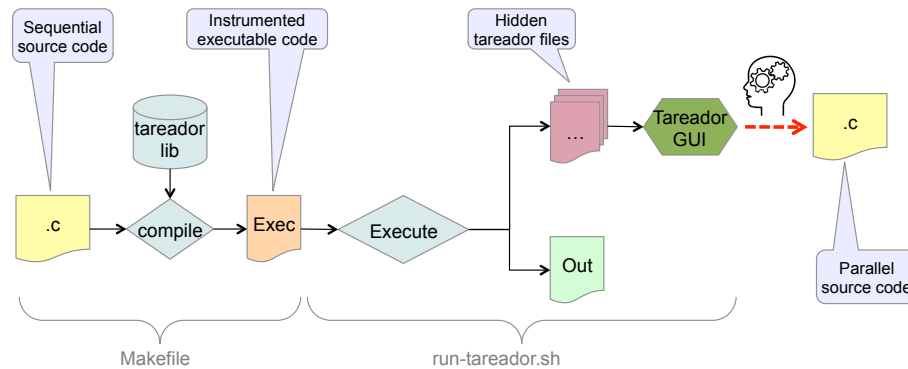 Sequential
source code
Instrumented
executable code
Hidden
tareador files
tareador
lib
...
Tareador
GUI
.c
.c
compile
Exec
Execute
Out
Parallel
source code
Makefile
run-tareador.sh